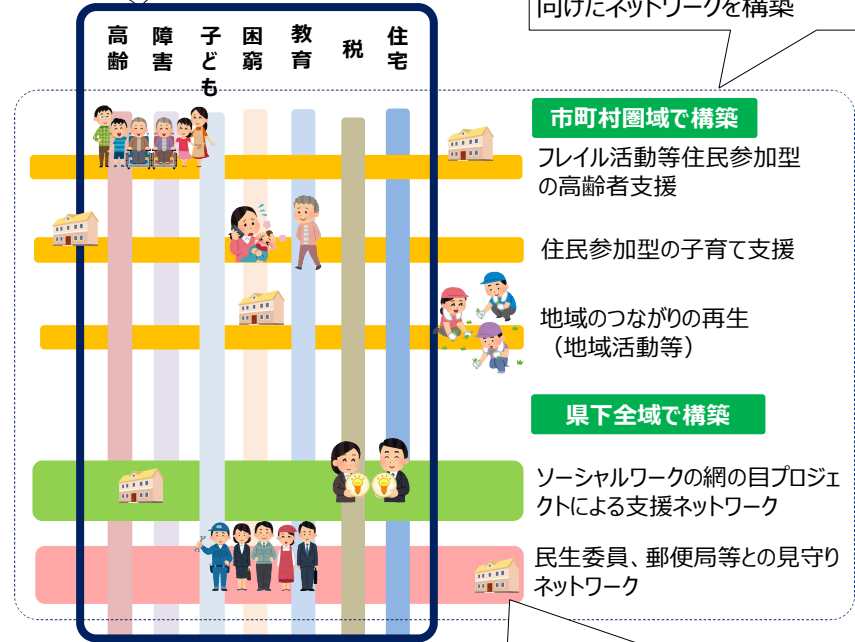 向けたネットワークを構築
高齢
障害
子ども
困窮
教育
税
住宅
市町村圏域で構築
フレイル活動等住民参加型
の高齢者支援
住民参加型の子育て支援
地域のつながりの再生
（地域活動等）
県下全域で構築
ソーシャルワークの網の目プロジェ
クトによる支援ネットワーク
民生委員、郵便局等との見守り
ネットワーク